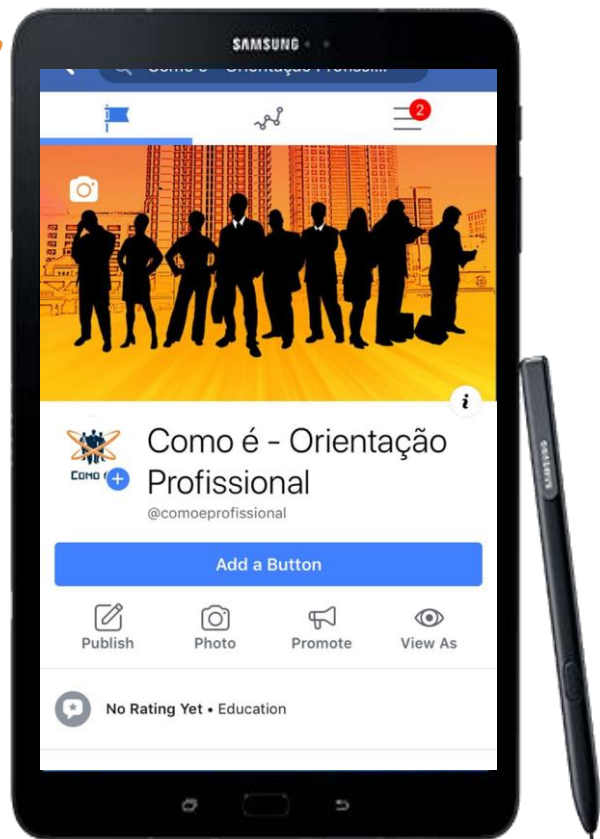 SAMSUNG
2
i
Como é - Orientação
Profissional
@comoeprofissional
Add a Button
Publish
Photo
Promote
View As
No Rating Yet • Education